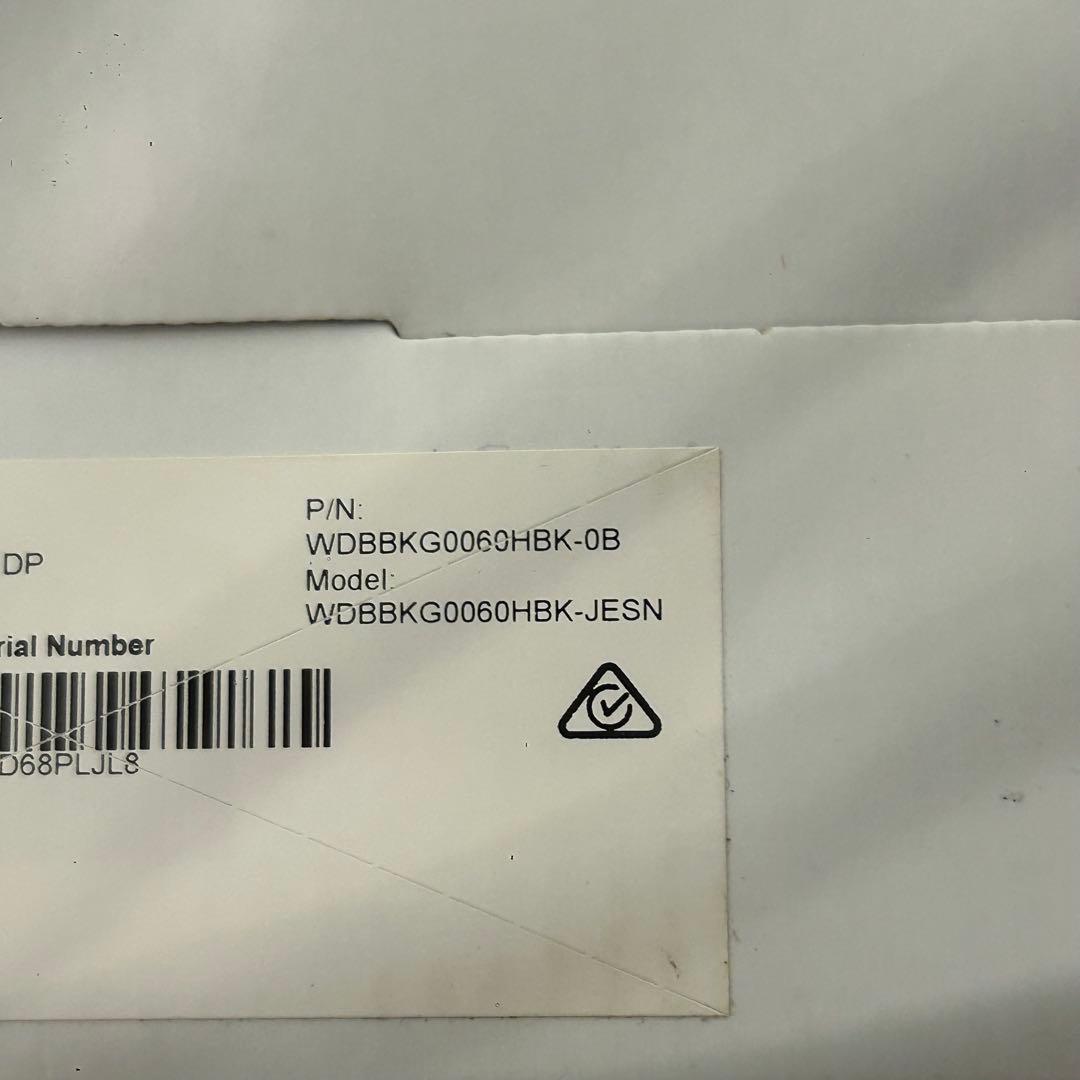 P/N:
WDBBKG0060HBK-0B
DP
Model:
WDBBKG0060HBK-JESN
rial Number
D68PLJL8